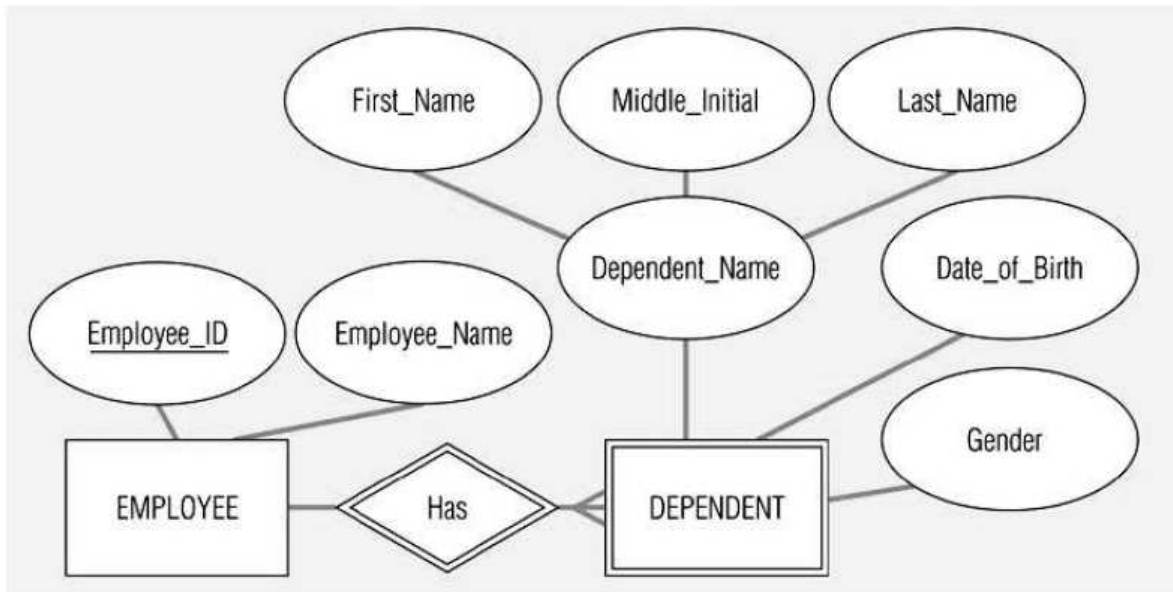 First_Name
Middle_Initial
Last_Name
Dependent_Name
Date_of_Birth
Employee_ID
Employee_Name
Gender
EMPLOYEE
Has
DEPENDENT